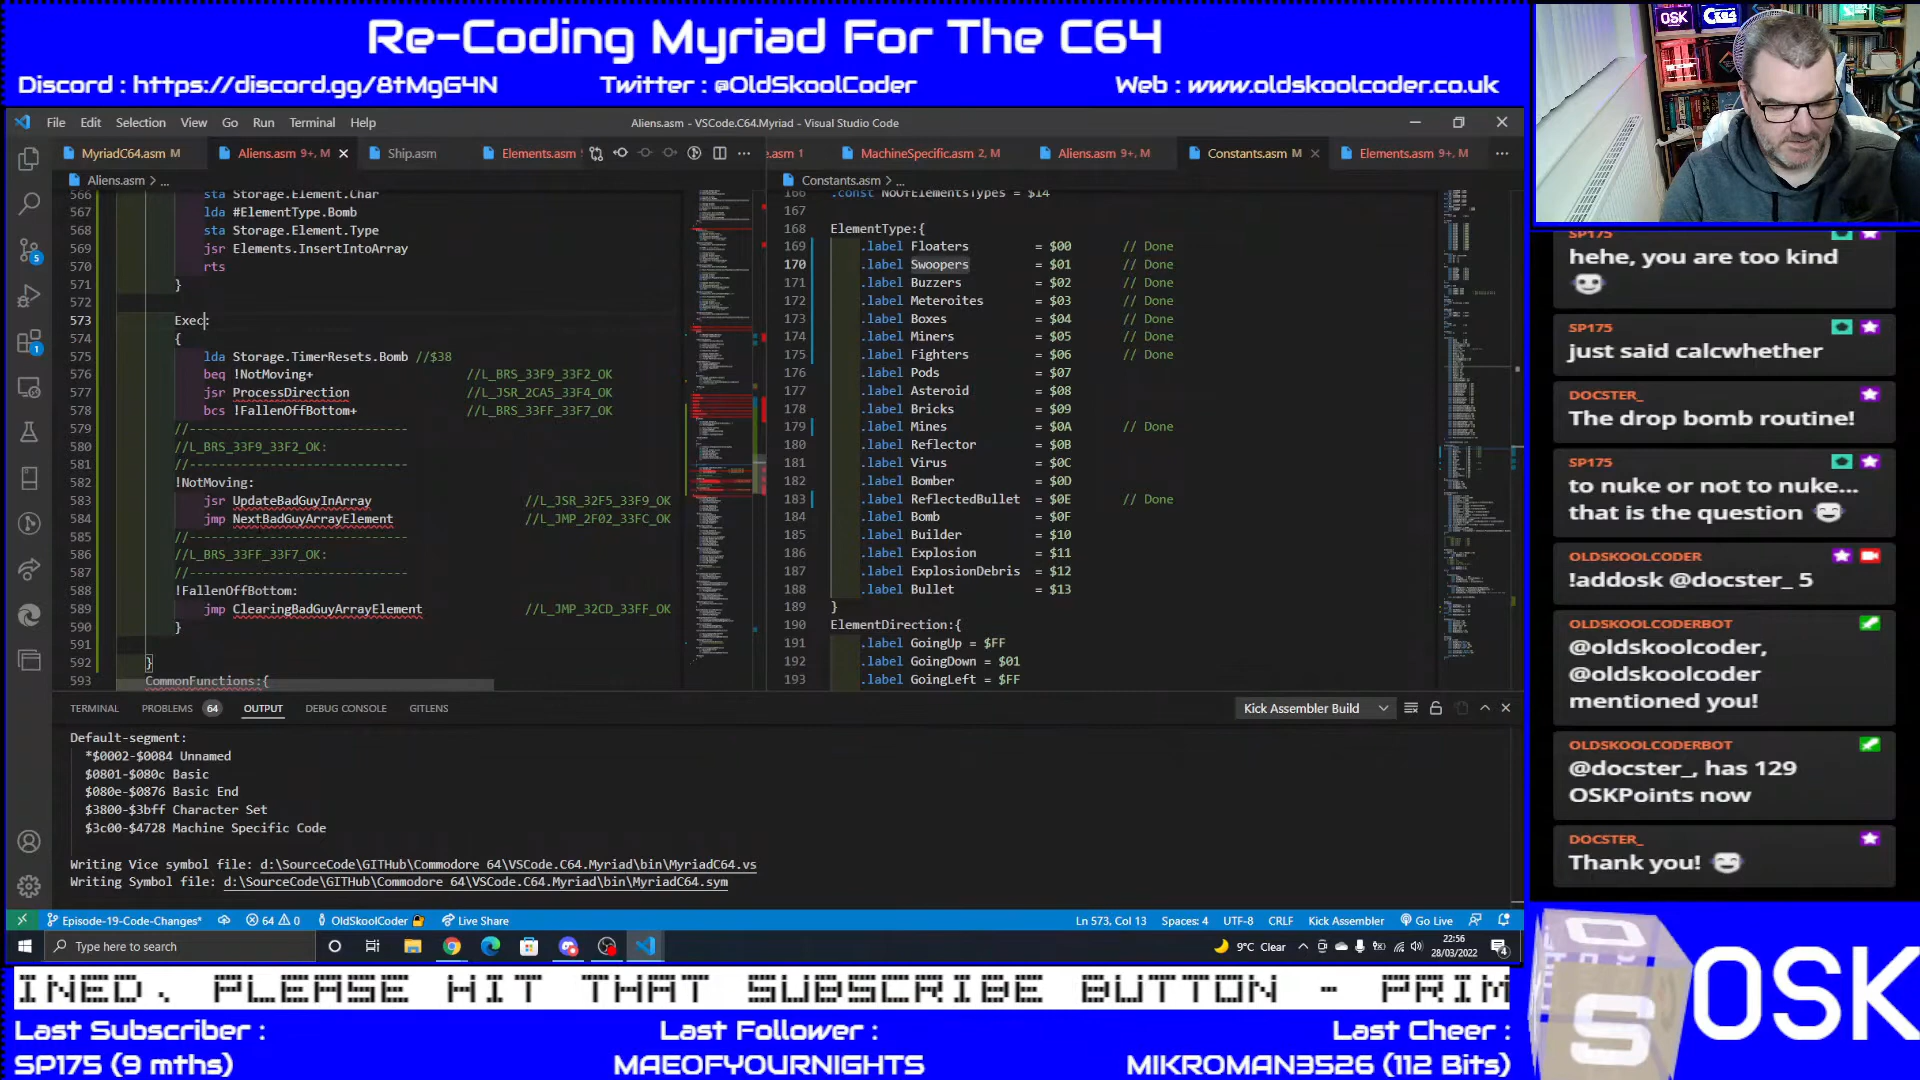 Re-Coding Myriad For The C64
Discord : https://discord.gg/8tMgG4N Twitter : @OldSkoolCoder Web : www.oldskoolcoder.co.uk
File Edit Selection View Go Run Terminal Help Aliens.asm - VSCode.C64.Myriad - Visual Studio Code
MyriadC64.asm M Aliens.asm 9+, M Ship.asm Elements.asm 9+ e.asm 1 MachineSpecific.asm 2, M Aliens.asm 9+, M Constants.asm M Elements.asm 9+, M
Aliens.asm > ...
566 sta Storage.Element.Char
567 lda #ElementType.Bomb
568 sta Storage.Element.Type
569 jsr Elements.InsertIntoArray
570 rts
571 }
572
573 Exec:
574 {
575 lda Storage.TimerResets.Bomb //$38
576 beq !NotMoving+ //L_BRS_33F9_33F2_OK
577 jsr ProcessDirection //L_JSR_2CA5_33F4_OK
578 bcs !FallenOffBottom+ //L_BRS_33FF_33F7_OK
579 //------------------------------
580 //L_BRS_33F9_33F2_OK:
581 //------------------------------
582 !NotMoving:
583 jsr UpdateBadGuyInArray //L_JSR_32F5_33F9_OK
584 jmp NextBadGuyArrayElement //L_JMP_2F02_33FC_OK
585 //------------------------------
586 //L_BRS_33FF_33F7_OK:
587 //------------------------------
588 !FallenOffBottom:
589 jmp ClearingBadGuyArrayElement //L_JMP_32CD_33FF_OK
590 }
591
592 }
593 CommonFunctions:{
Constants.asm > ...
166 .const NoOfElementsTypes = $14
167
168 ElementType:{
169 .label Floaters = $00 // Done
170 .label Swoopers = $01 // Done
171 .label Buzzers = $02 // Done
172 .label Meteroites = $03 // Done
173 .label Boxes = $04 // Done
174 .label Miners = $05 // Done
175 .label Fighters = $06 // Done
176 .label Pods = $07
177 .label Asteroid = $08
178 .label Bricks = $09
179 .label Mines = $0A // Done
180 .label Reflector = $0B
181 .label Virus = $0C
182 .label Bomber = $0D
183 .label ReflectedBullet = $0E // Done
184 .label Bomb = $0F
185 .label Builder = $10
186 .label Explosion = $11
187 .label ExplosionDebris = $12
188 .label Bullet = $13
189 }
190 ElementDirection:{
191 .label GoingUp = $FF
192 .label GoingDown = $01
193 .label GoingLeft = $FF
TERMINAL PROBLEMS 64 OUTPUT DEBUG CONSOLE GITLENS Kick Assembler Build
Default-segment:
*$0002-$0084 Unnamed
$0801-$080c Basic
$080e-$0876 Basic End
$3800-$3bff Character Set
$3c00-$4728 Machine Specific Code
Writing Vice symbol file: d:\SourceCode\GITHub\Commodore 64\VSCode.C64.Myriad\bin\MyriadC64.vs
Writing Symbol file: d:\SourceCode\GITHub\Commodore 64\VSCode.C64.Myriad\bin\MyriadC64.sym
Episode-19-Code-Changes* 64 0 OldSkoolCoder Live Share Ln 573, Col 13 Spaces: 4 UTF-8 CRLF Kick Assembler Go Live
Type here to search 9°C Clear 22:56
28/03/2022
SP175
hehe, you are too kind
SP175
just said calcwhether
DOCSTER_
The drop bomb routine!
SP175
to nuke or not to nuke...
that is the question
OLDSKOOLCODER
!addosk @docster_ 5
OLDSKOOLCODERBOT
@oldskoolcoder,
@oldskoolcoder
mentioned you!
OLDSKOOLCODERBOT
@docster_, has 129
OSKPoints now
DOCSTER_
Thank you!
INED. PLEASE HIT THAT SUBSCRIBE BUTTON - PRIM
Last Subscriber : Last Follower : Last Cheer :
SP175 (9 mths) MAEOFYOURNIGHTS MIKROMAN3526 (112 Bits)
OSK